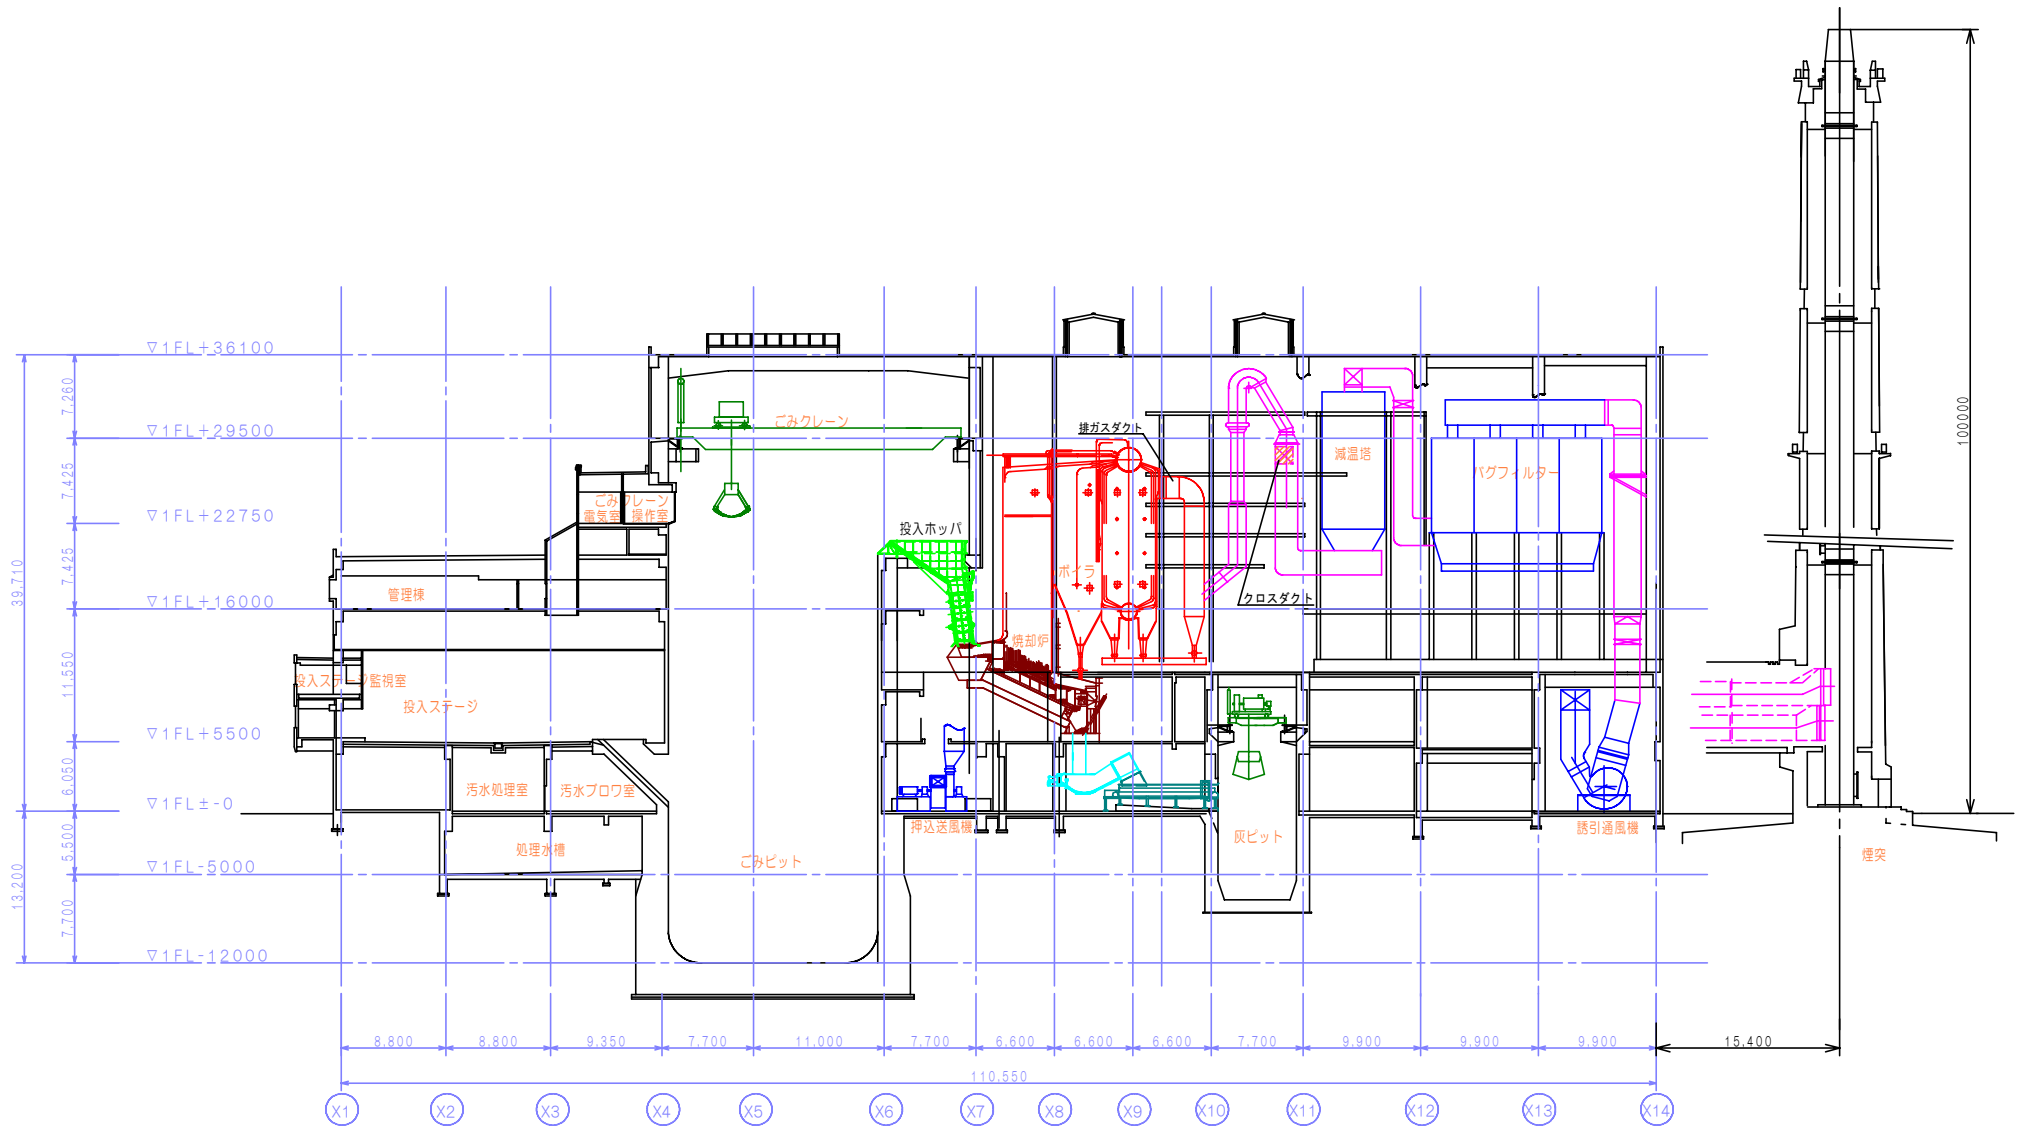 ▽1FL+36100
▽1FL+29500
▽1FL+22750
▽1FL+16000
▽1FL+5500
▽1FL±-0
▽1FL-5000
▽1FL-12000
7,260
7,425
7,425
11,550
6,050
5,500
7,700
39,710
13,200
ごみクレーン
ごみクレーン
電気室 操作室
投入ホッパ
管理棟
投入ステージ監視室
投入ステージ
汚水処理室
汚水ブロワ室
処理水槽
ごみピット
押込送風機
焼却炉
ボイラ
排ガスダクト
クロスダクト
減温塔
バグフィルター
灰ピット
誘引通風機
煙突
100000
8.800
8.800
9.350
7.700
11.000
7.700
6.600
6.600
6.600
7.700
9.900
9.900
9.900
15,400
110,550
X1
X2
X3
X4
X5
X6
X7
X8
X9
X10
X11
X12
X13
X14